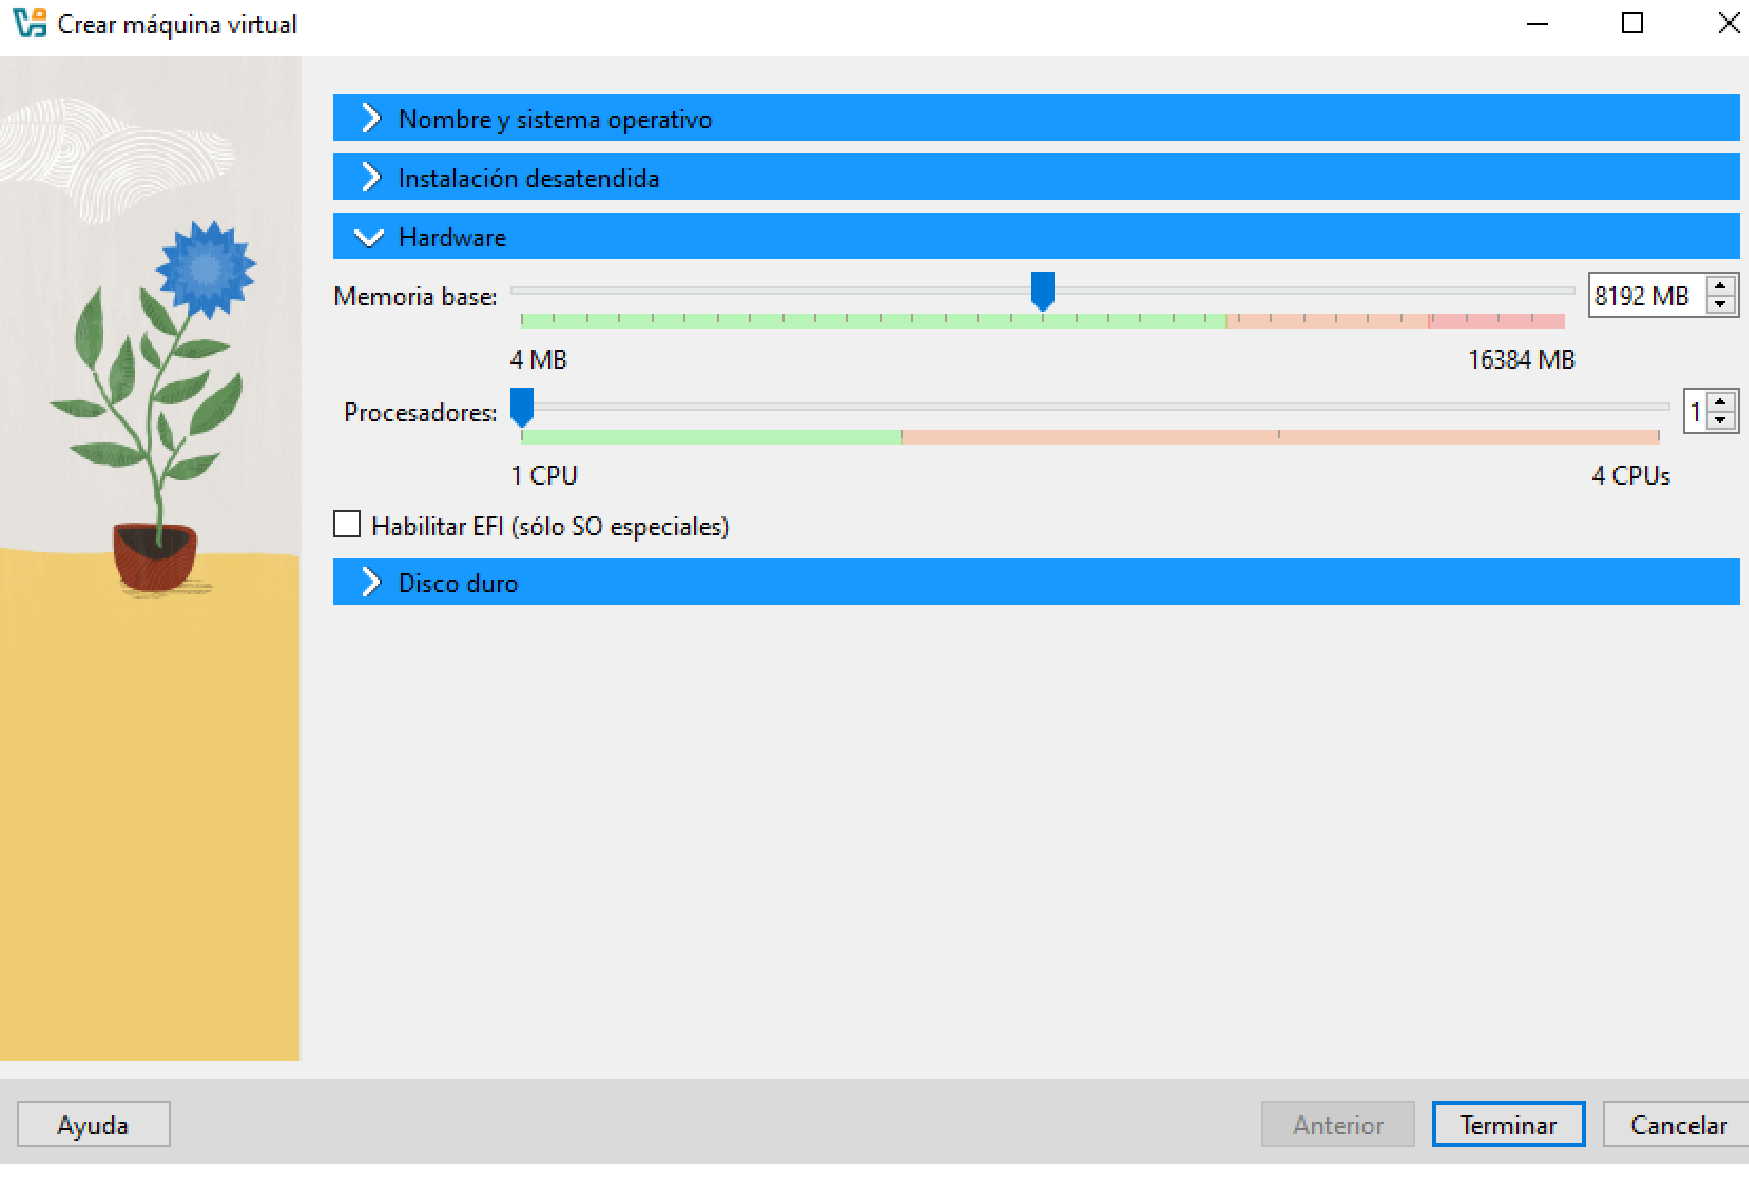 Crear máquina virtual
Nombre y sistema operativo
Instalación desatendida
Hardware
Memoria base:
8192 MB
4 MB
16384 MB
Procesadores:
1
1 CPU
4 CPUs
Habilitar EFI (sólo SO especiales)
Disco duro
Ayuda
Anterior
Terminar
Cancelar